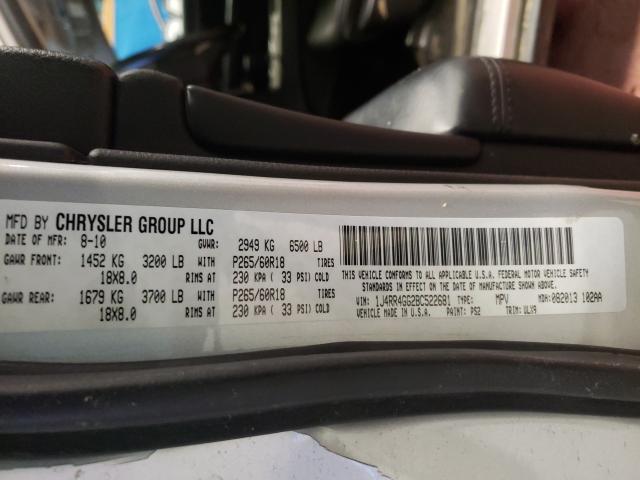 MFD BY CHRYSLER GROUP LLC
DATE OF MFR: 8-10 GVWR: 2949 KG 6500 LB
GAWR FRONT: 1452 KG 3200 LB WITH P265/60R18 TIRES
18X8.0 RIMS AT 230 KPA ( 33 PSI) COLD
GAWR REAR: 1679 KG 3700 LB WITH P265/60R18 TIRES
18X8.0 RIMS AT 230 KPA ( 33 PSI) COLD
THIS VEHICLE CONFORMS TO ALL APPLICABLE U.S.A. FEDERAL MOTOR VEHICLE SAFETY
STANDARDS IN EFFECT ON THE DATE OF MANUFACTURE SHOWN ABOVE.
VIN: 1J4RR4GG2BC522681 TYPE: MPV MDH: 082013 102AA
VEHICLE MADE IN U.S.A. PAINT: PS2 TRIM: ULX9